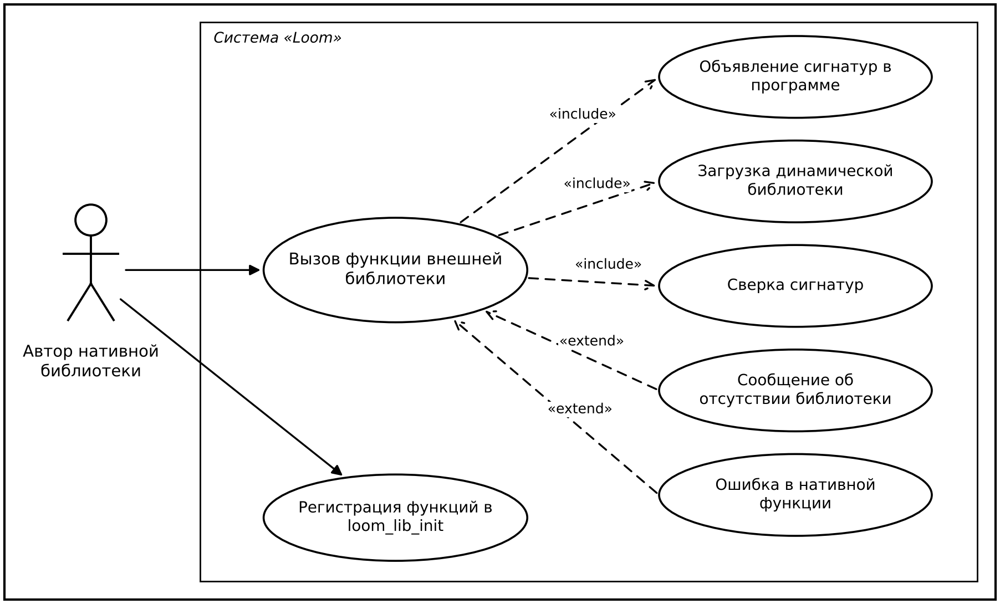 Система «Loom»
Объявление сигнатур в
программе
«include»
Загрузка динамической
библиотеки
«include»
Вызов функции внешней
библиотеки
«include»
Сверка сигнатур
«extend»
Автор нативной
библиотеки
Сообщение об
отсутствии библиотеки
«extend»
Ошибка в нативной
функции
Регистрация функций в
loom_lib_init